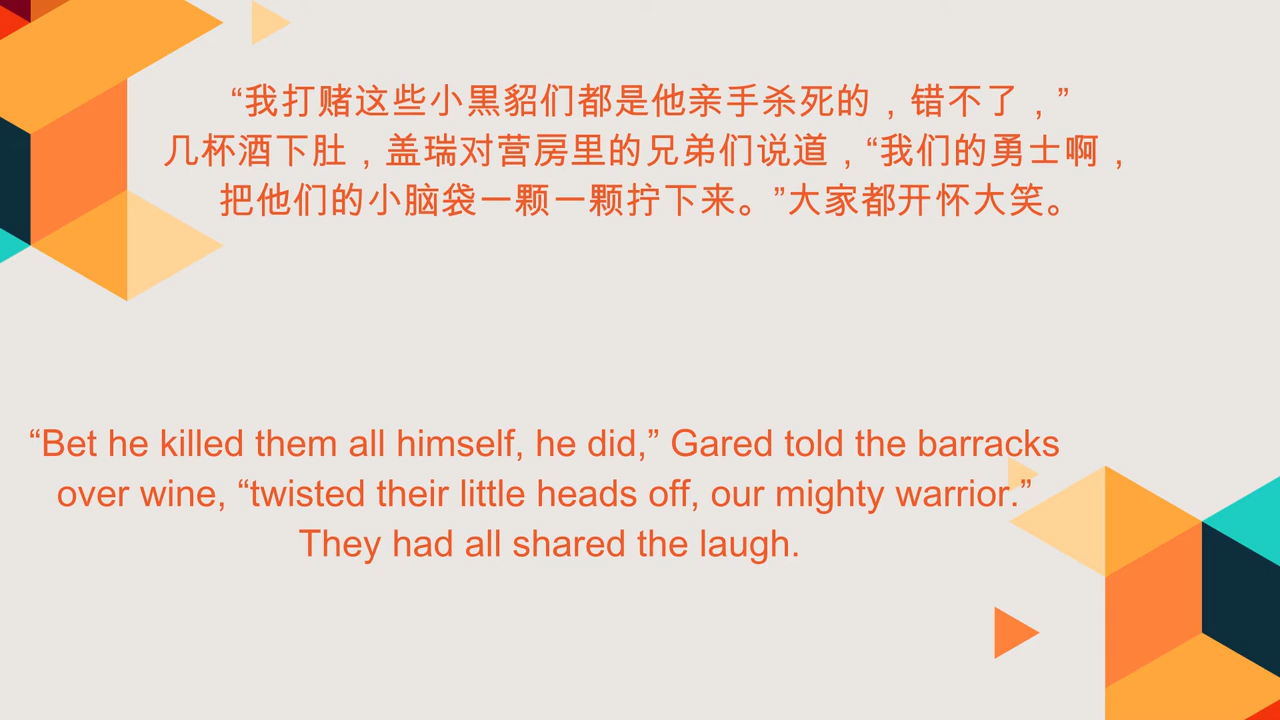 “我打赌这些小黒貂们都是他亲手杀死的，错不了，”
几杯酒下肚，盖瑞对营房里的兄弟们说道，“我们的勇士啊，
把他们的小脑袋一颗一颗拧下来。”大家都开怀大笑。
“Bet he killed them all himself, he did,” Gared told the barracks
over wine, “twisted their little heads off, our mighty warrior.”
They had all shared the laugh.